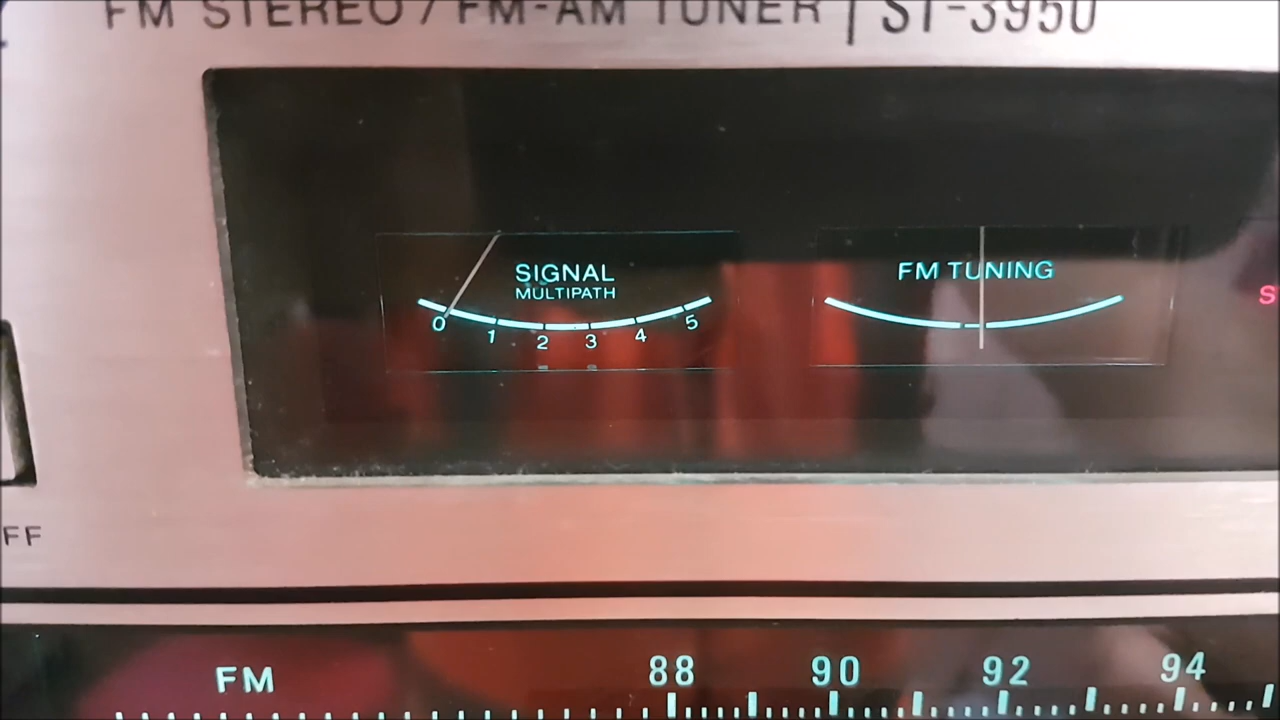 FM STEREO / FM-AM TUNER | ST-3950
SIGNAL
MULTIPATH
0 1 2 3 4 5
FM TUNING
S
FF
FM 88 90 92 94